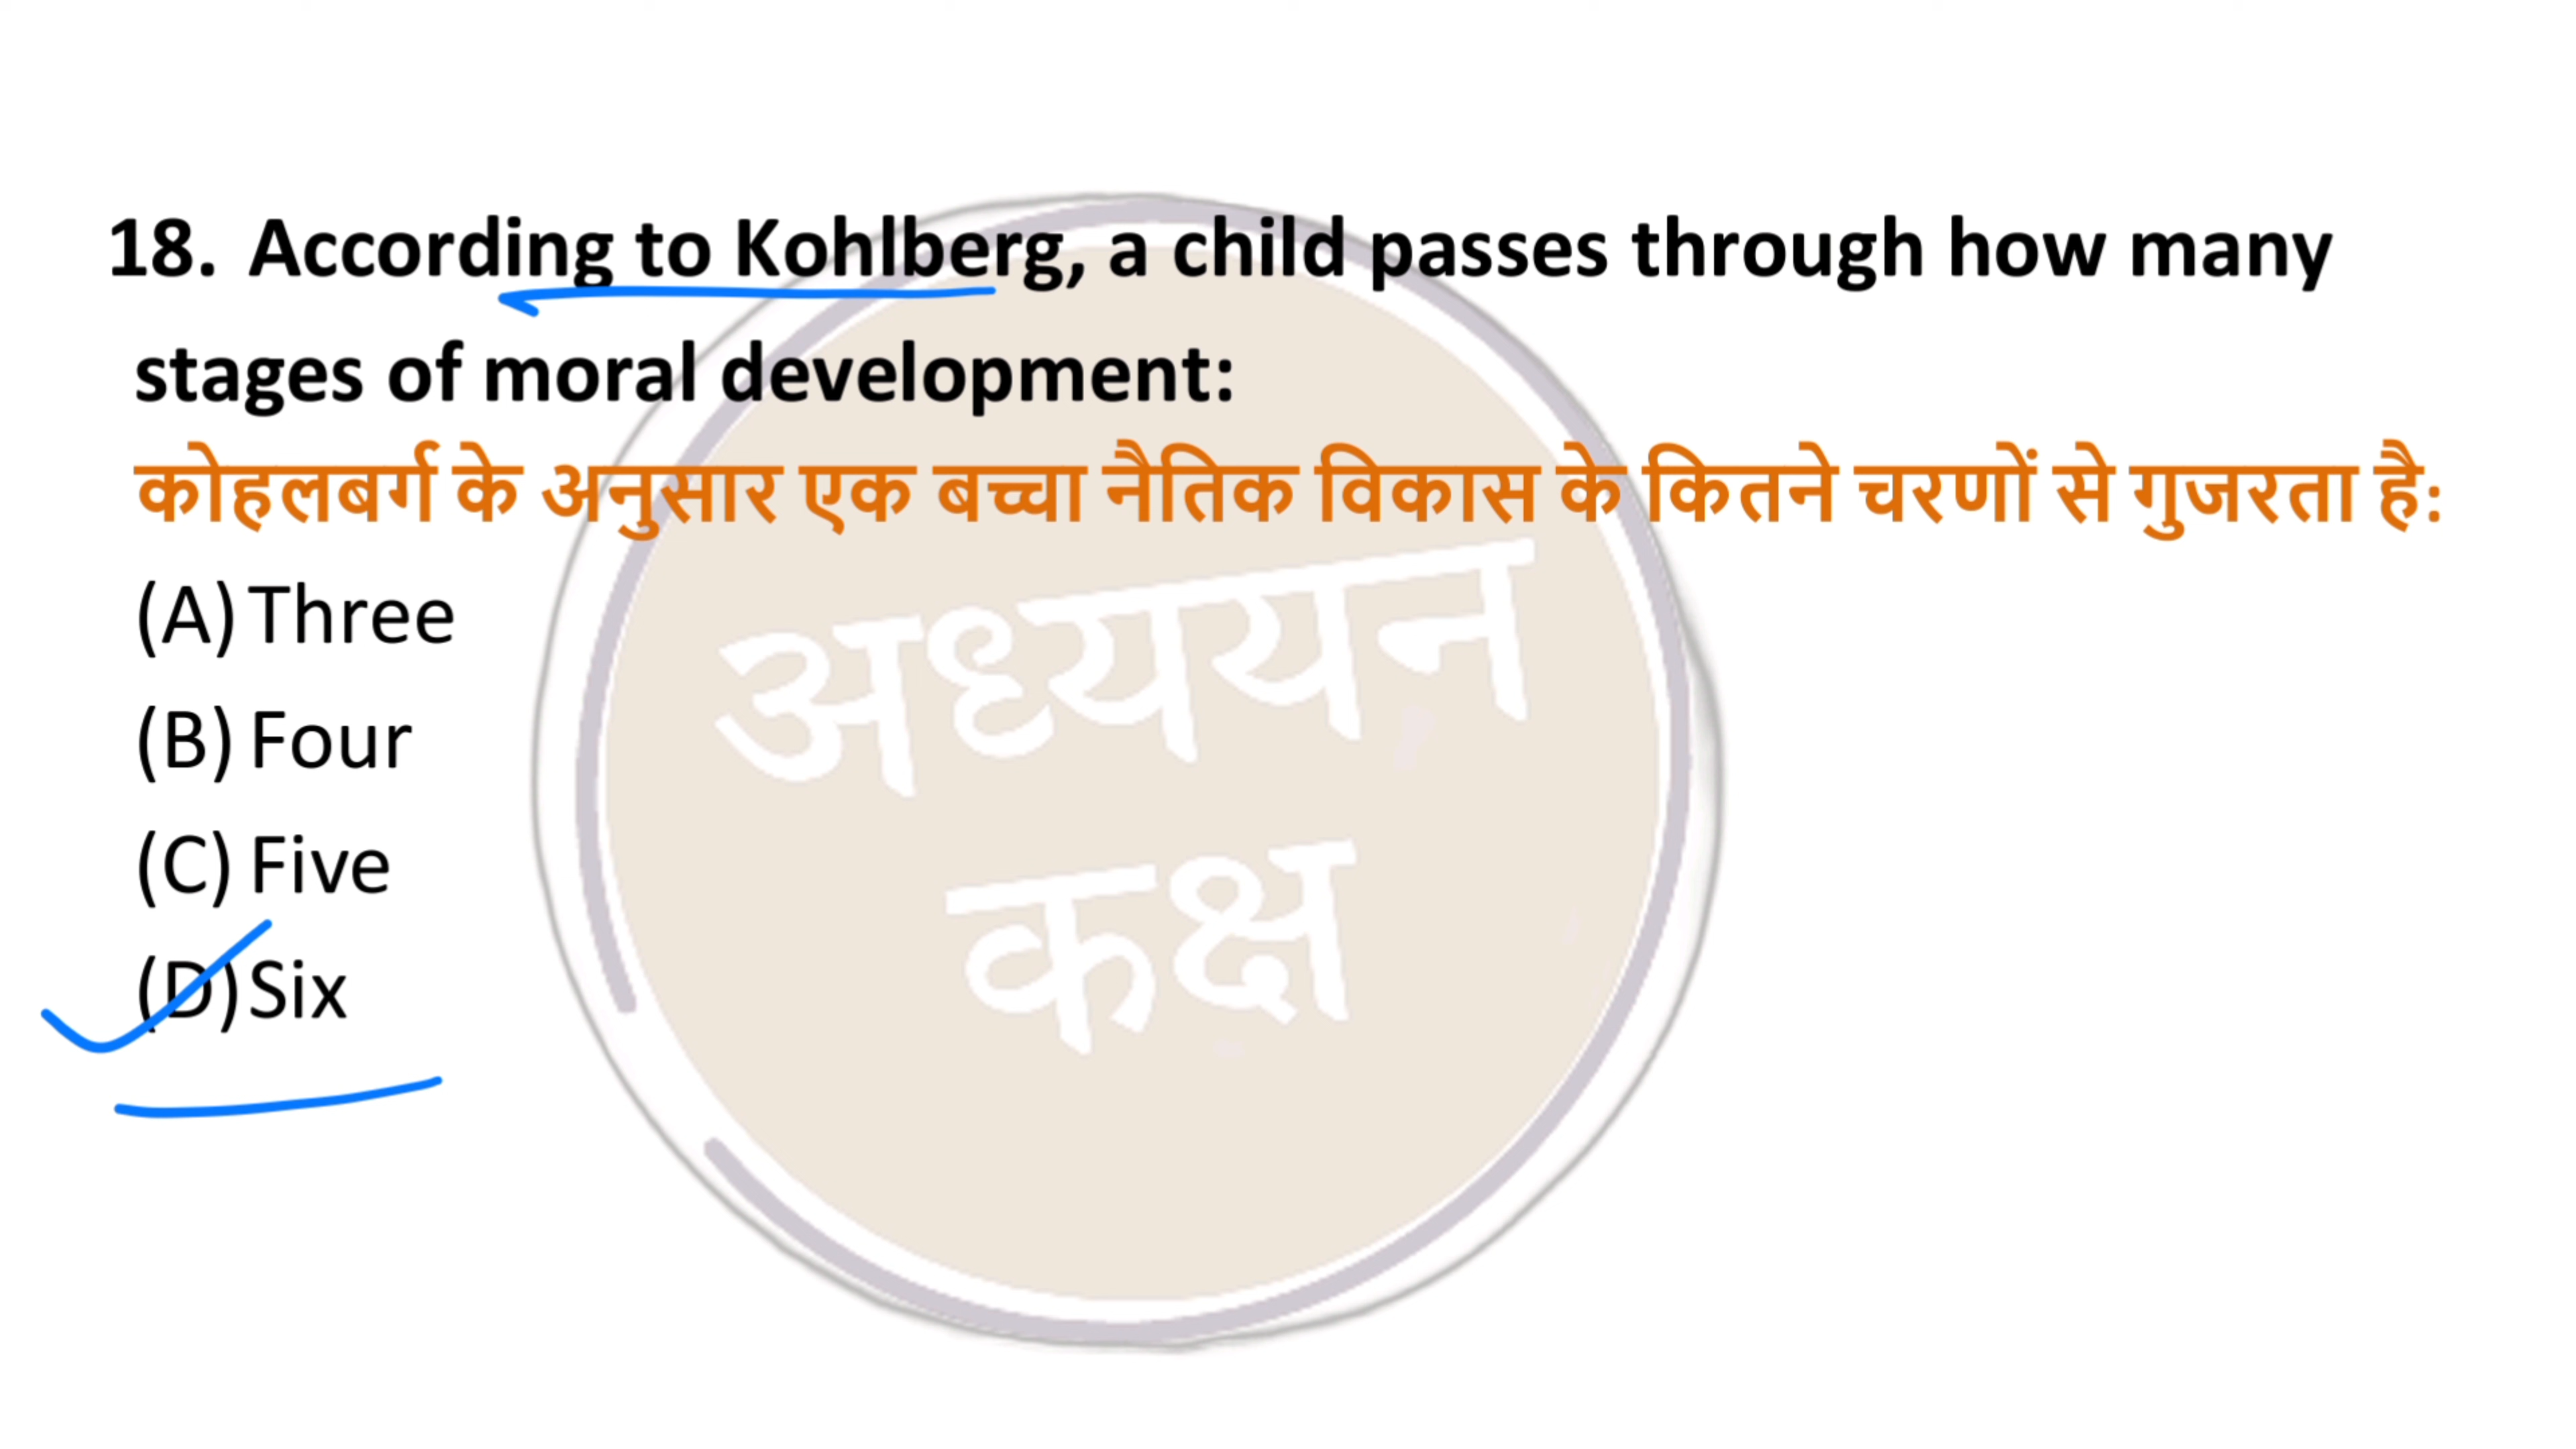 18. According to Kohlberg, a child passes through how many
stages of moral development:
कोहलबर्ग के अनुसार एक बच्चा नैतिक विकास के कितने चरणों से गुजरता है:
(A) Three
(B) Four
(C) Five
(D) Six
अध्ययन
कक्ष